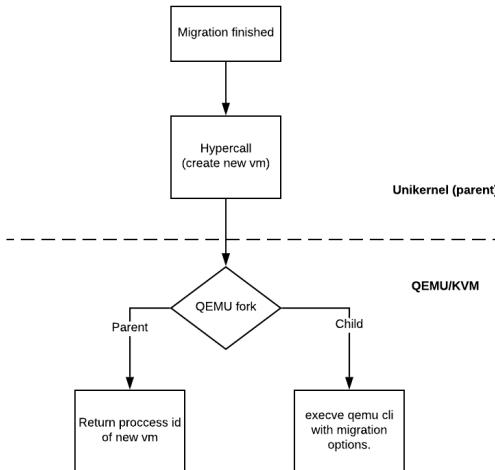 Migration finished
Hypercall
(create new vm)
Unikernel (parent)
QEMU/KVM
QEMU fork
Parent
Child
Return proccess id
of new vm
execve qemu cli
with migration
options.